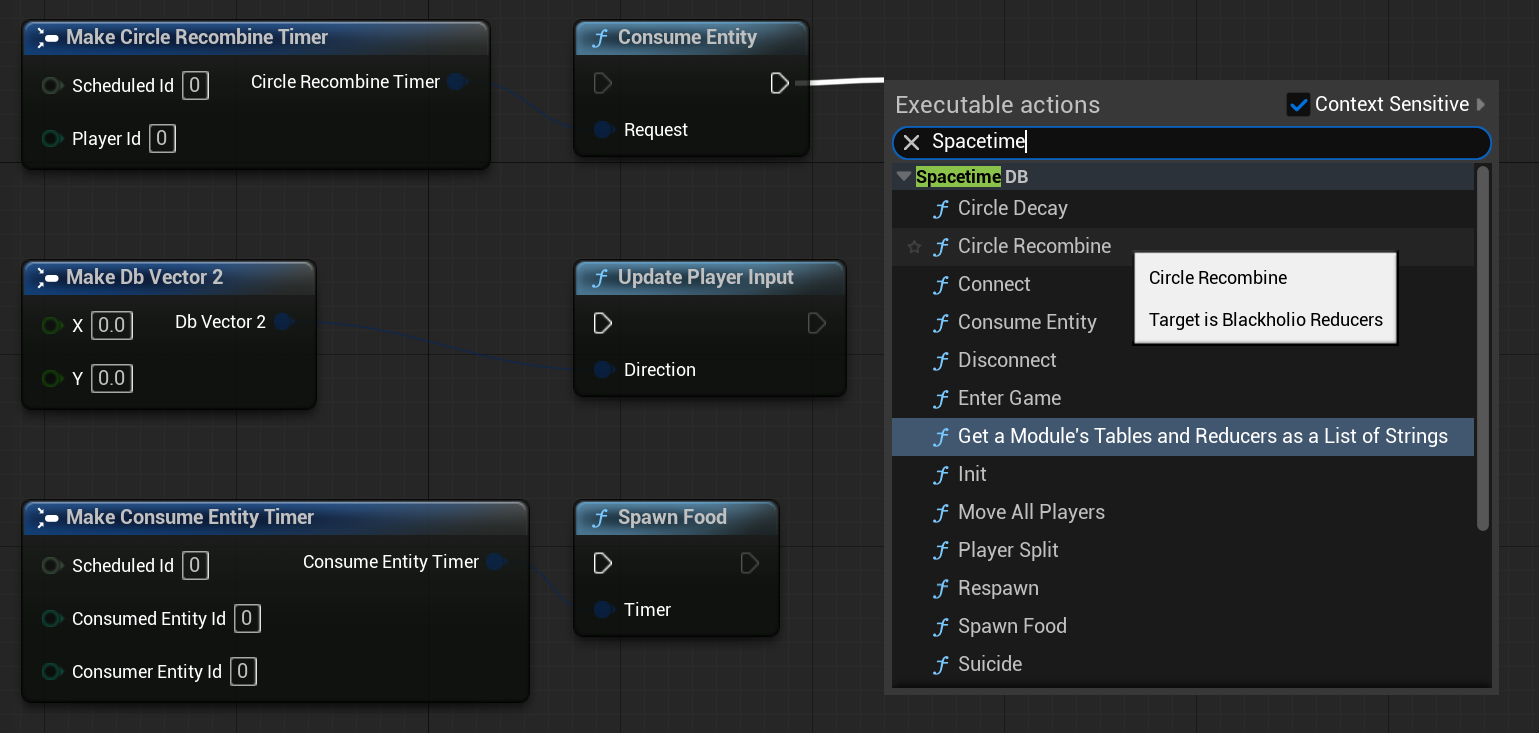 Make Circle Recombine Timer
Scheduled Id 0
Circle Recombine Timer
Player Id 0
Consume Entity
Request
Make Db Vector 2
X 0.0
Db Vector 2
Y 0.0
Update Player Input
Direction
Make Consume Entity Timer
Scheduled Id 0
Consume Entity Timer
Consumed Entity Id 0
Consumer Entity Id 0
Spawn Food
Timer
Executable actions
Context Sensitive
Spacetime
Spacetime DB
Circle Decay
Circle Recombine
Connect
Consume Entity
Disconnect
Enter Game
Get a Module's Tables and Reducers as a List of Strings
Init
Move All Players
Player Split
Respawn
Spawn Food
Suicide
Circle Recombine
Target is Blackholio Reducers